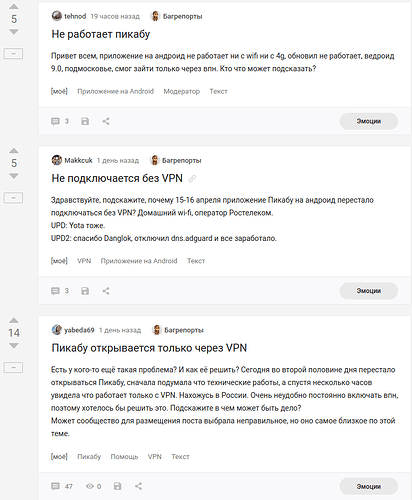 5
tehnod 19 часов назад Багрепорты
Не работает пикабу
Привет всем, приложение на андроид не работает ни с wifi ни с 4g, обновил не работает, ведроид
9.0, подмосковье, смог зайти только через впн. Кто что может подсказать?
[моё] Приложение на Android Модератор Текст
3 Эмоции
5
Makkcuk 1 день назад Багрепорты
Не подключается без VPN
Здравствуйте, подскажите, почему 15-16 апреля приложение Пикабу на андроид перестало
подключаться без VPN? Домашний wi-fi, оператор Ростелеком.
UPD: Yota тоже.
UPD2: спасибо Danglok, отключил dns.adguard и все заработало.
[моё] VPN Приложение на Android Текст
3 Эмоции
14
yabeda69 1 день назад Багрепорты
Пикабу открывается только через VPN
Есть у кого-то ещё такая проблема? И как её решить? Сегодня во второй половине дня перестало
открываться Пикабу, сначала подумала что технические работы, а спустя несколько часов
увидела что работает только с VPN. Нахожусь в России. Очень неудобно постоянно включать впн,
поэтому хотелось бы решить это. Подскажите в чем может быть дело?
Может сообщество для размещения поста выбрала неправильное, но оно самое близкое по этой
теме.
[моё] Пикабу Помощь VPN Текст
47 0 Эмоции